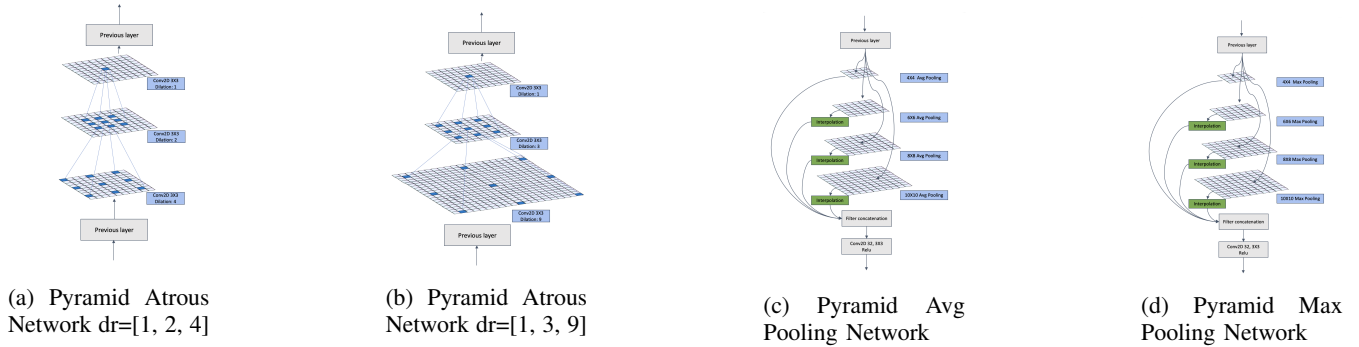 Previous layer
Conv2D 3X3
Dilation: 1
Conv2D 3X3
Dilation: 2
Conv2D 3X3
Dilation: 4
Previous layer
(a) Pyramid Atrous
Network dr=[1, 2, 4]
Previous layer
Conv2D 3X3
Dilation: 1
Conv2D 3X3
Dilation: 3
Conv2D 3X3
Dilation: 9
Previous layer
(b) Pyramid Atrous
Network dr=[1, 3, 9]
Previous layer
4X4 Avg Pooling
6X6 Avg Pooling
Interpolation
8X8 Avg Pooling
Interpolation
10X10 Avg Pooling
Interpolation
Filter concatenation
Conv2D 32, 3X3
Relu
(c) Pyramid Avg
Pooling Network
Previous layer
4X4 Max Pooling
6X6 Max Pooling
Interpolation
8X8 Max Pooling
Interpolation
10X10 Max Pooling
Interpolation
Filter concatenation
Conv2D 32, 3X3
Relu
(d) Pyramid Max
Pooling Network